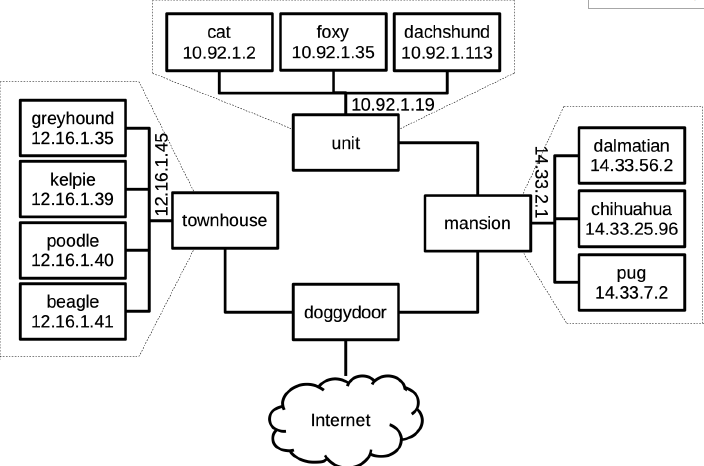 cat
10.92.1.2
foxy
10.92.1.35
dachshund
10.92.1.113
10.92.1.19
unit
greyhound
12.16.1.35
kelpie
12.16.1.39
poodle
12.16.1.40
beagle
12.16.1.41
12.16.1.45
townhouse
mansion
14.33.2.1
dalmatian
14.33.56.2
chihuahua
14.33.25.96
pug
14.33.7.2
doggydoor
Internet